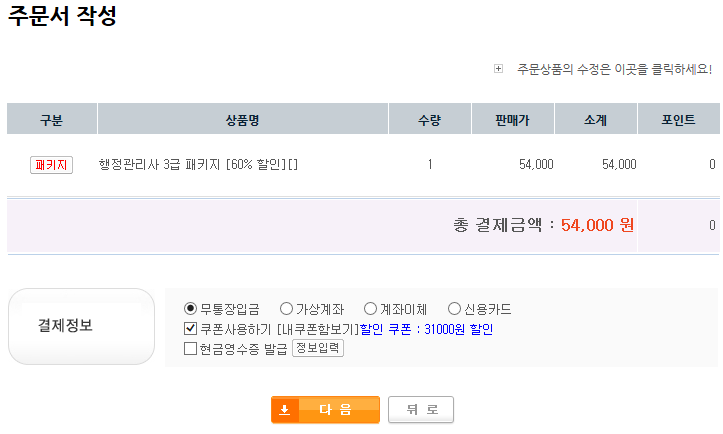 주문서 작성
주문상품의 수정은 이곳을 클릭하세요!
구분 상품명 수량 판매가 소계 포인트
패키지 행정관리사 3급 패키지 [60% 할인][] 1 54,000 54,000 0
총 결제금액 : 54,000 원 0
결제정보
무통장입금 가상계좌 계좌이체 신용카드
쿠폰사용하기 [내쿠폰함보기]할인 쿠폰 : 31000원 할인
현금영수증 발급 정보입력
다 음 뒤 로